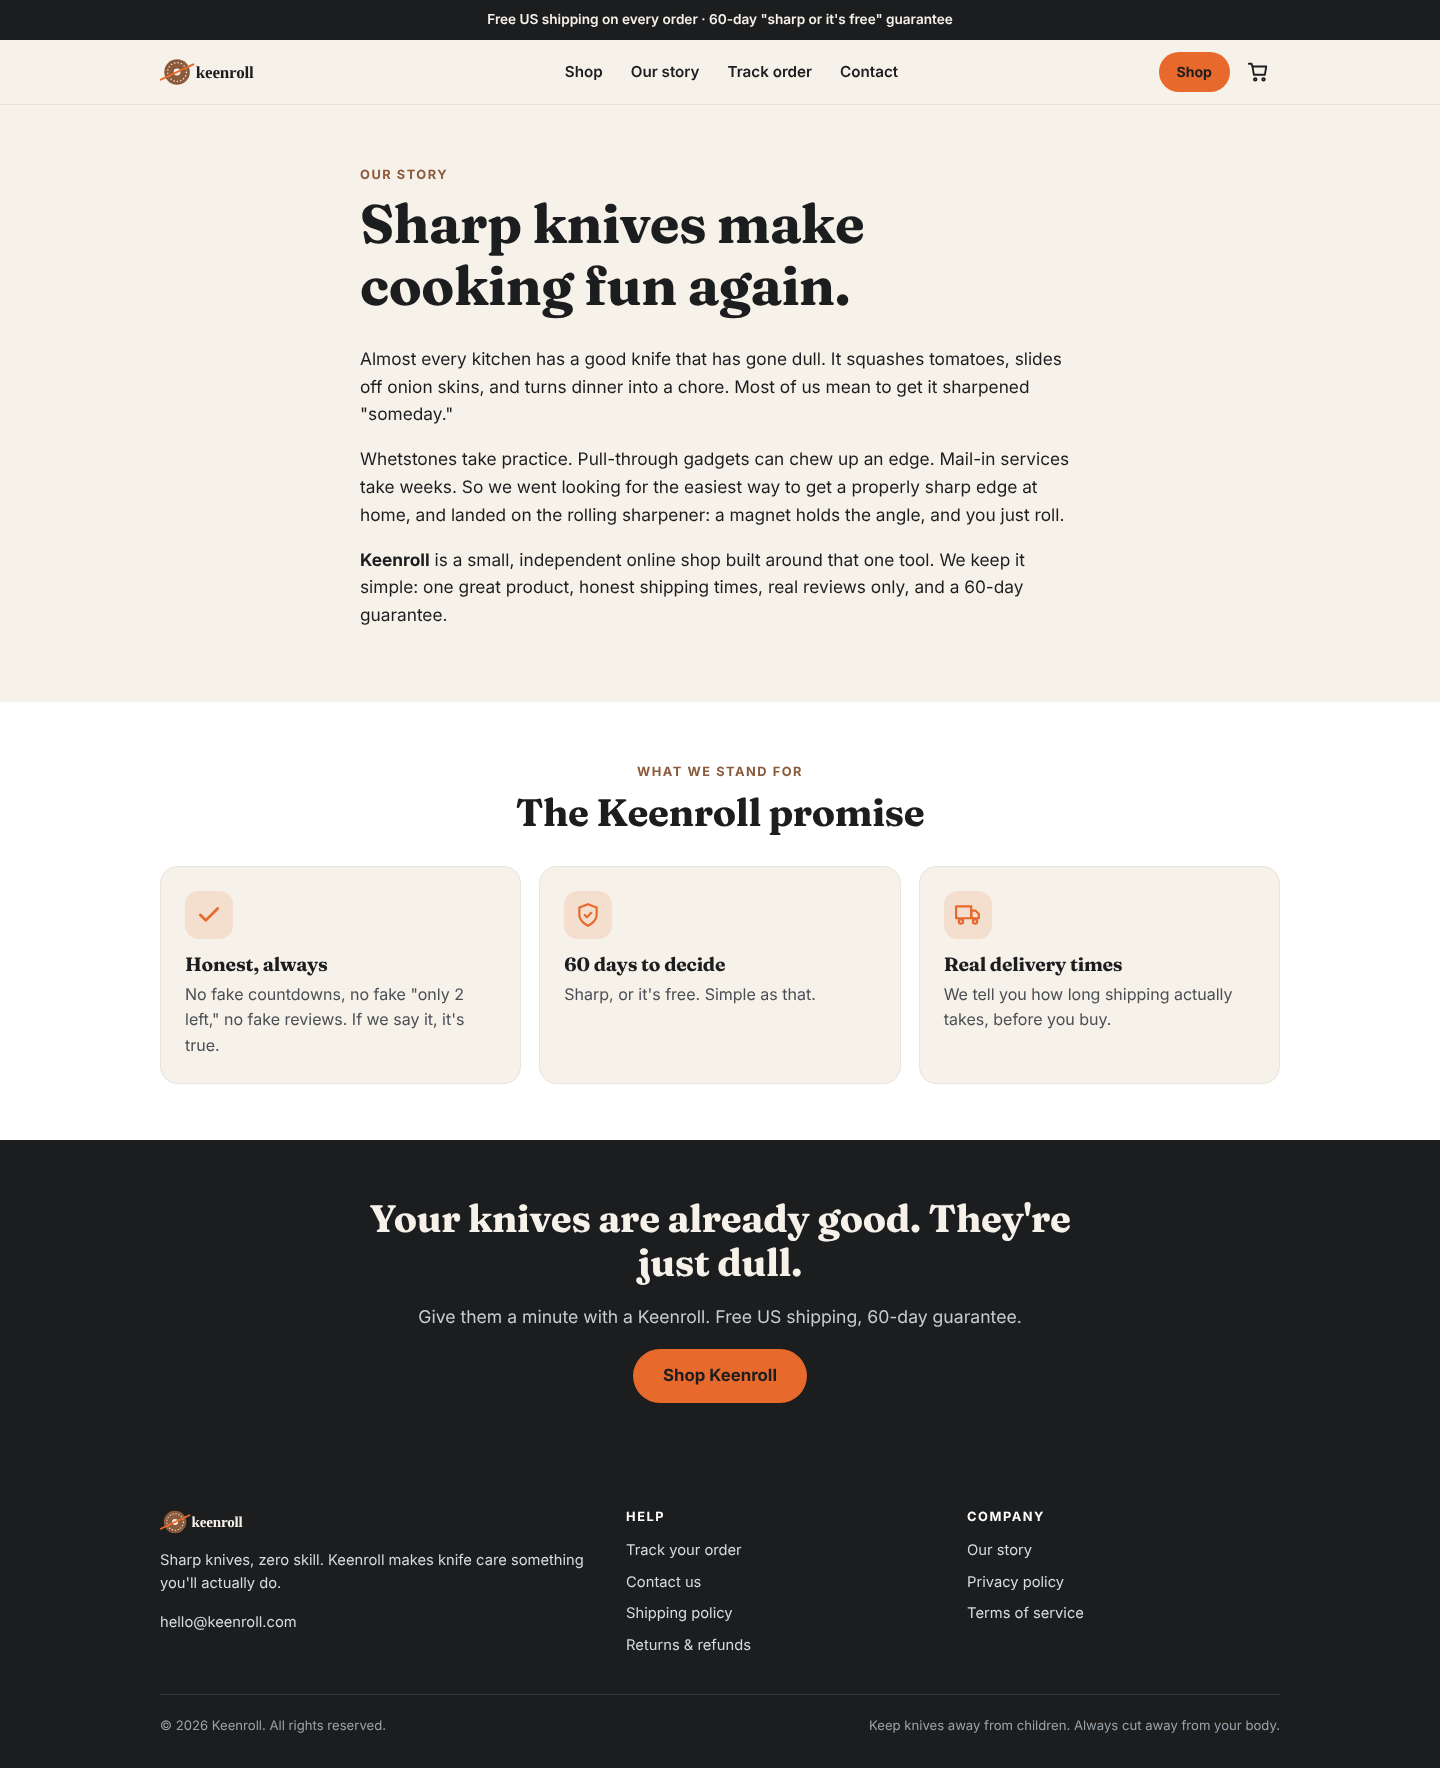 Free US shipping on every order · 60-day "sharp or it's free" guarantee
keenroll
Shop
Our story
Track order
Contact
Shop
OUR STORY
Sharp knives make
cooking fun again.
Almost every kitchen has a good knife that has gone dull. It squashes tomatoes, slides
off onion skins, and turns dinner into a chore. Most of us mean to get it sharpened
"someday."
Whetstones take practice. Pull-through gadgets can chew up an edge. Mail-in services
take weeks. So we went looking for the easiest way to get a properly sharp edge at
home, and landed on the rolling sharpener: a magnet holds the angle, and you just roll.
Keenroll is a small, independent online shop built around that one tool. We keep it
simple: one great product, honest shipping times, real reviews only, and a 60-day
guarantee.
WHAT WE STAND FOR
The Keenroll promise
Honest, always
No fake countdowns, no fake "only 2
left," no fake reviews. If we say it, it's
true.
60 days to decide
Sharp, or it's free. Simple as that.
Real delivery times
We tell you how long shipping actually
takes, before you buy.
Your knives are already good. They're
just dull.
Give them a minute with a Keenroll. Free US shipping, 60-day guarantee.
Shop Keenroll
keenroll
Sharp knives, zero skill. Keenroll makes knife care something
you'll actually do.
hello@keenroll.com
HELP
Track your order
Contact us
Shipping policy
Returns & refunds
COMPANY
Our story
Privacy policy
Terms of service
© 2026 Keenroll. All rights reserved.
Keep knives away from children. Always cut away from your body.